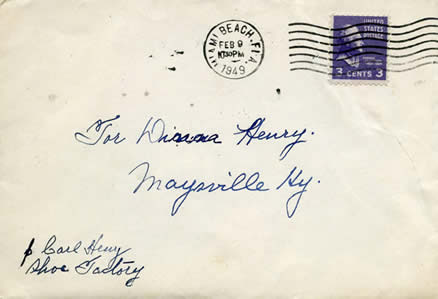 MIAMI BEACH, FLA.
FEB 9
1949
UNITED
STATES
POSTAGE
3 CENTS 3
For Henry.
Maysville Ky.
Carl Henry
Shoe Factory